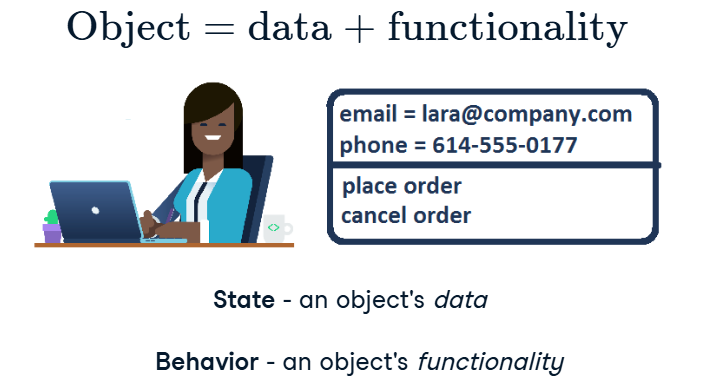 Object = data + functionality
email = lara@company.com
phone = 614-555-0177
place order
cancel order
State - an object's data
Behavior - an object's functionality